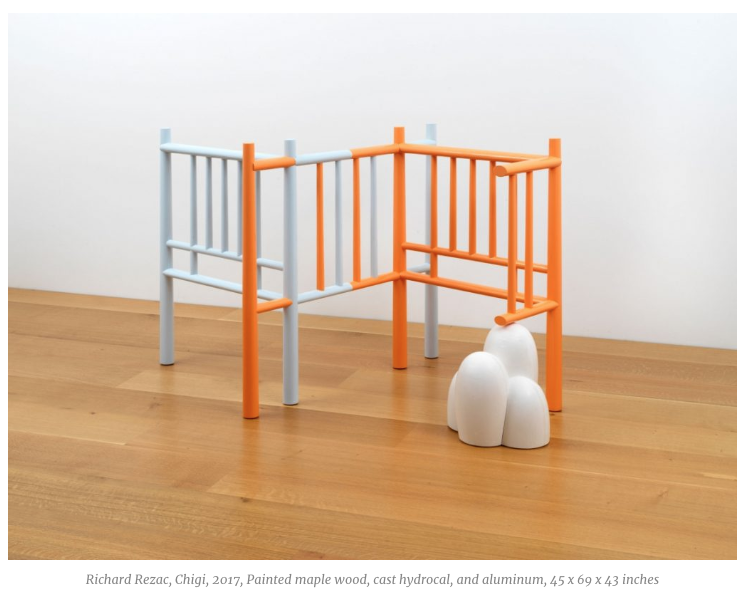 Richard Rezac, Chigi, 2017, Painted maple wood, cast hydrocal, and aluminum, 45 x 69 x 43 inches